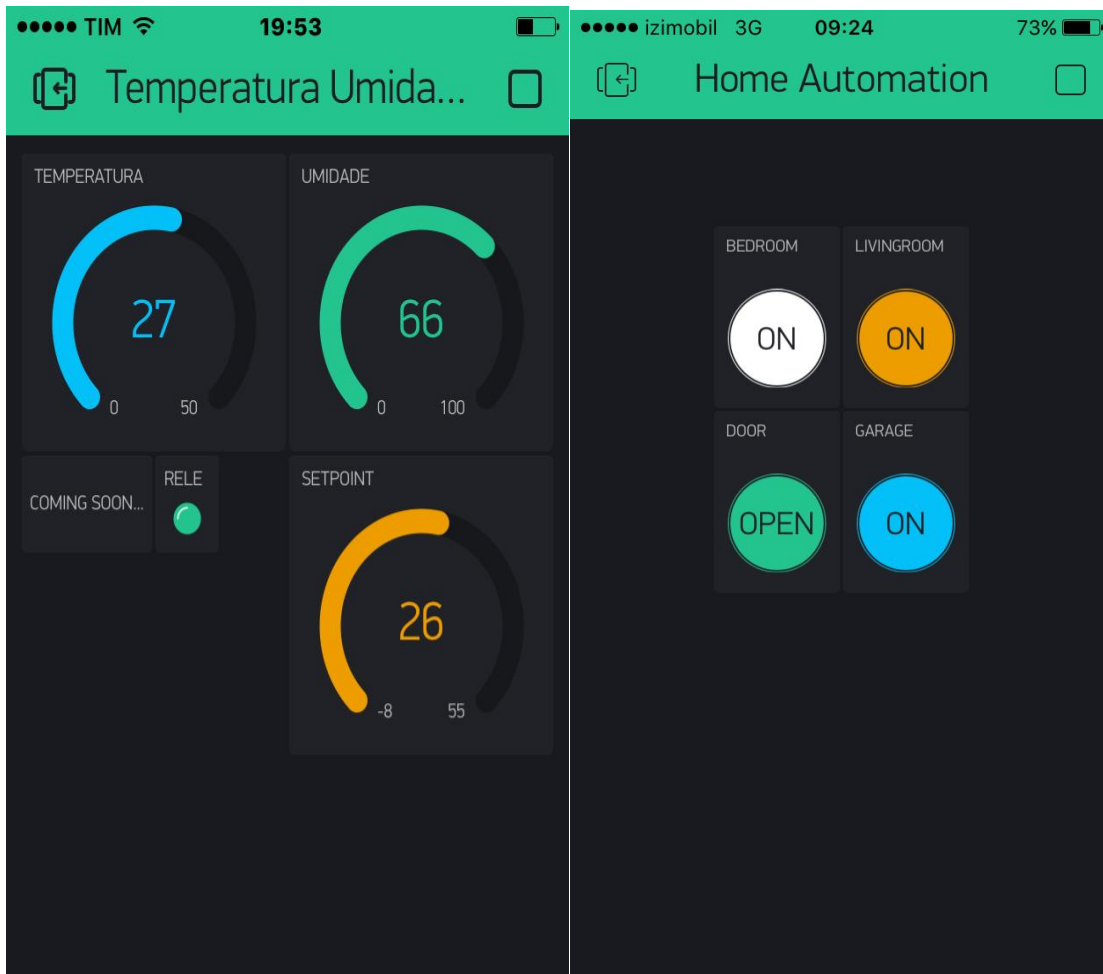 TIM 19:53
Temperatura Umida...
TEMPERATURA
27
0 50
UMIDADE
66
0 100
COMING SOON...
RELE
SETPOINT
26
-8 55
izimobil 3G 09:24 73%
Home Automation
BEDROOM
ON
LIVINGROOM
ON
DOOR
OPEN
GARAGE
ON